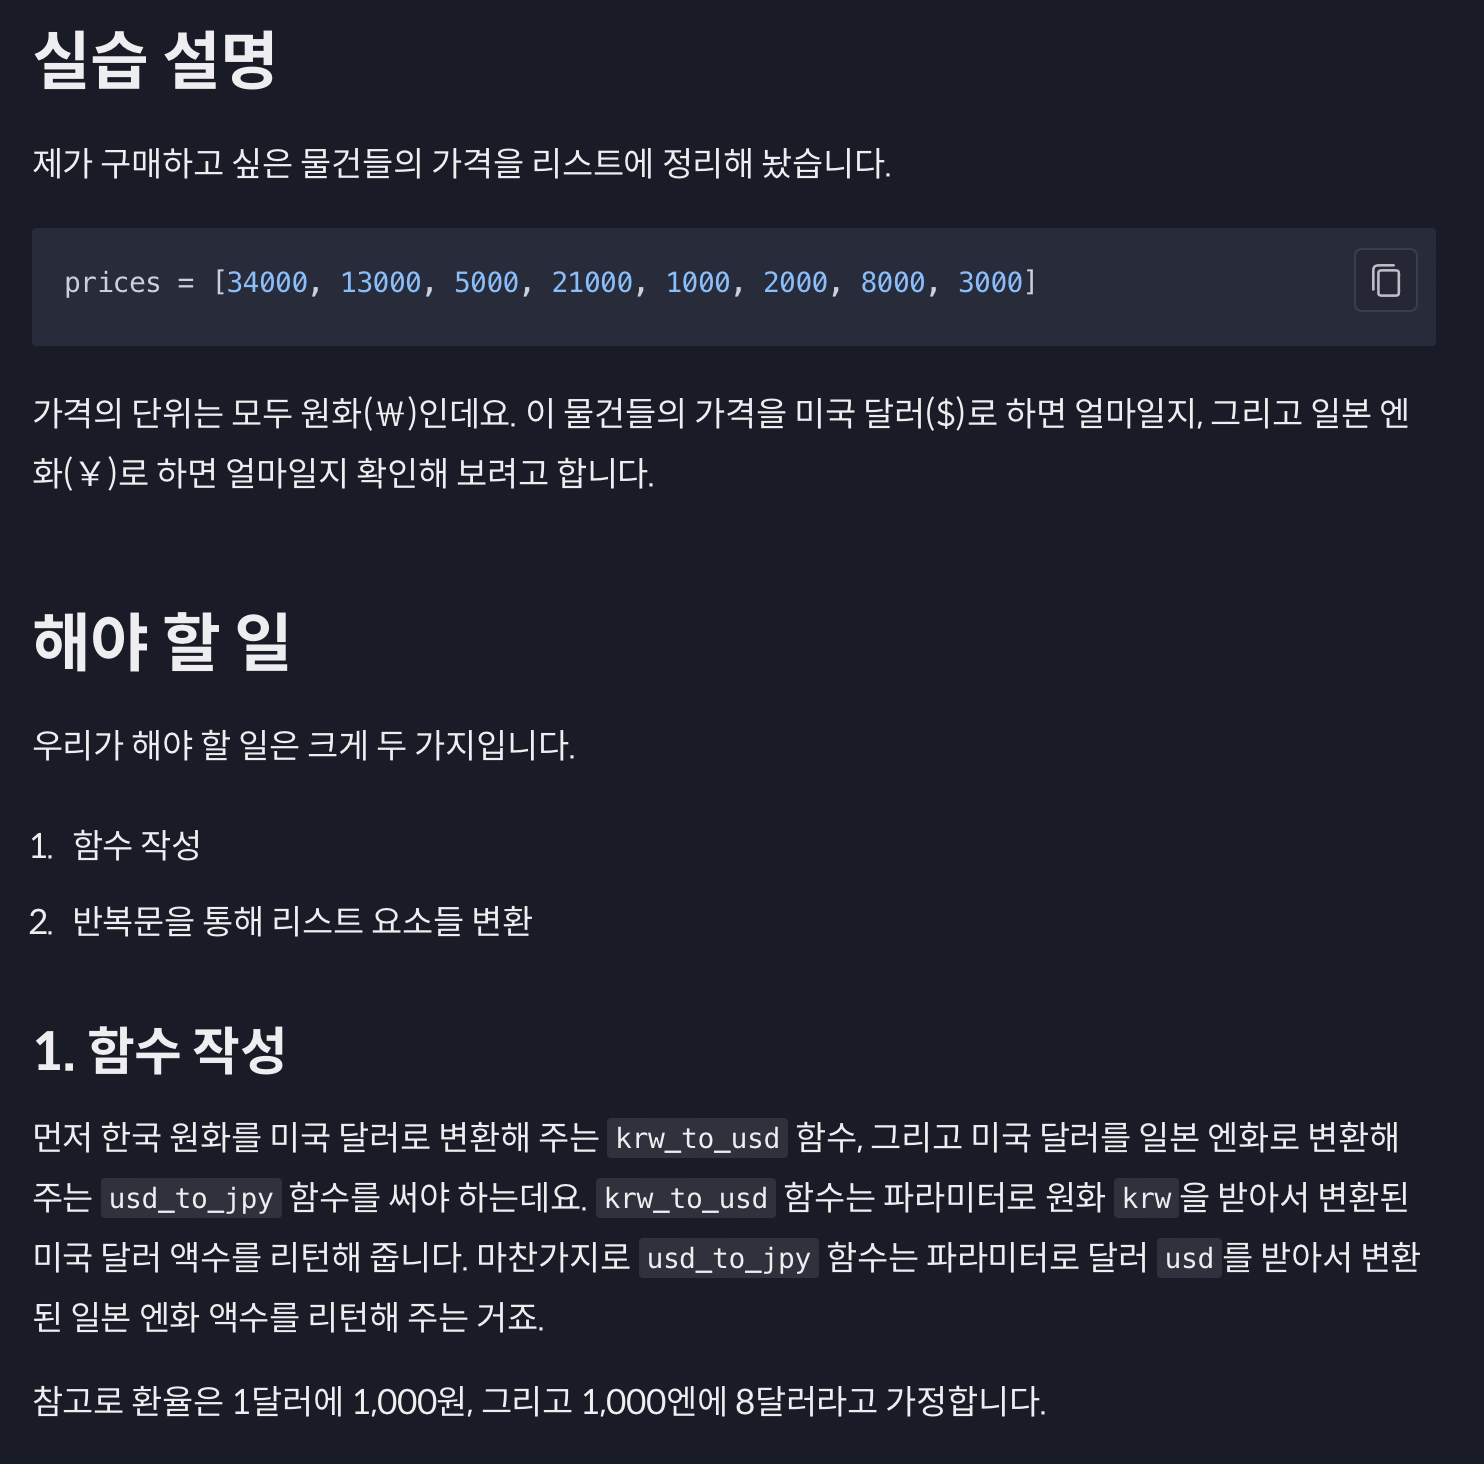 실습 설명
제가 구매하고 싶은 물건들의 가격을 리스트에 정리해 놨습니다.
prices = [34000, 13000, 5000, 21000, 1000, 2000, 8000, 3000]
가격의 단위는 모두 원화(₩)인데요. 이 물건들의 가격을 미국 달러($)로 하면 얼마일지, 그리고 일본 엔
화(￥)로 하면 얼마일지 확인해 보려고 합니다.
해야 할 일
우리가 해야 할 일은 크게 두 가지입니다.
1. 함수 작성
2. 반복문을 통해 리스트 요소들 변환
1. 함수 작성
먼저 한국 원화를 미국 달러로 변환해 주는 krw_to_usd 함수, 그리고 미국 달러를 일본 엔화로 변환해
주는 usd_to_jpy 함수를 써야 하는데요. krw_to_usd 함수는 파라미터로 원화 krw을 받아서 변환된
미국 달러 액수를 리턴해 줍니다. 마찬가지로 usd_to_jpy 함수는 파라미터로 달러 usd를 받아서 변환
된 일본 엔화 액수를 리턴해 주는 거죠.
참고로 환율은 1달러에 1,000원, 그리고 1,000엔에 8달러라고 가정합니다.